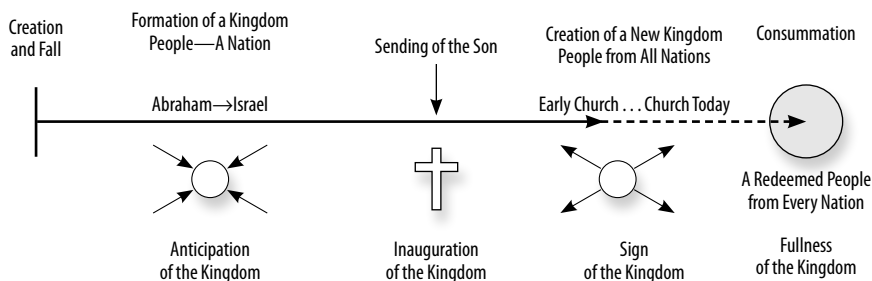 Creation
and Fall
Formation of a Kingdom
People—A Nation
Sending of the Son
Creation of a New Kingdom
People from All Nations
Consummation
Abraham→Israel
Early Church . . . Church Today
A Redeemed People
from Every Nation
Anticipation
of the Kingdom
Inauguration
of the Kingdom
Sign
of the Kingdom
Fullness
of the Kingdom